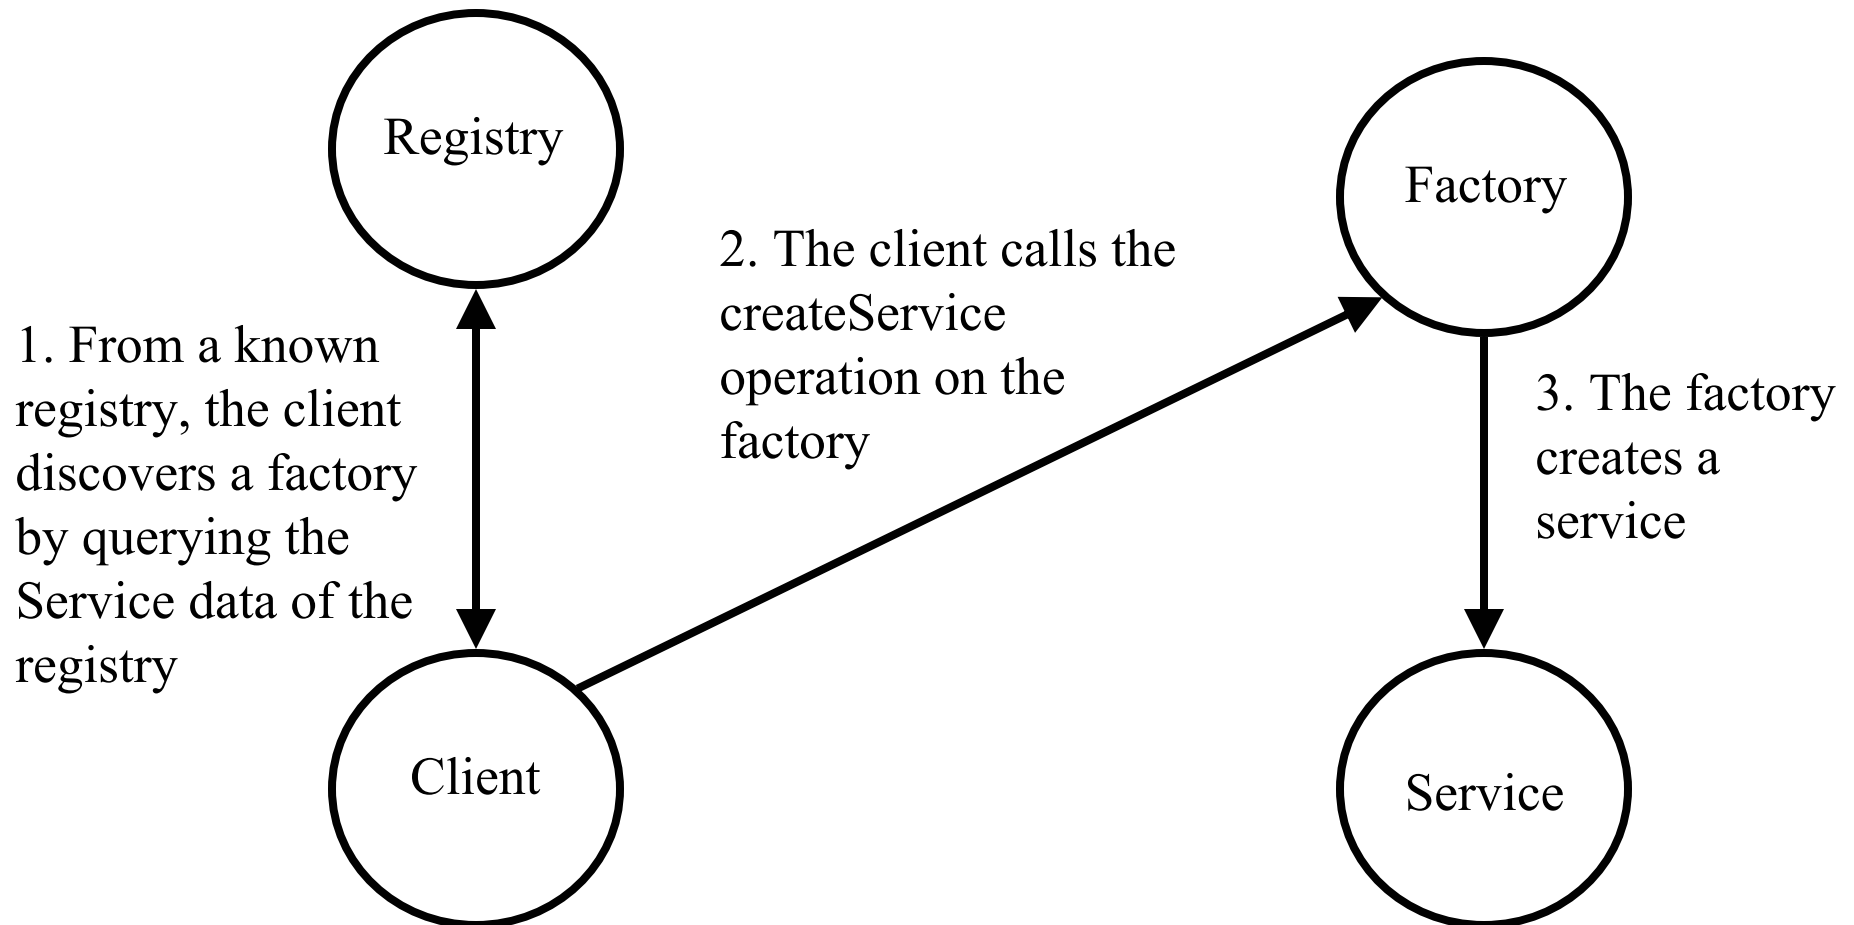 Registry
Factory
1. From a known
registry, the client
discovers a factory
by querying the
Service data of the
registry
2. The client calls the
createService
operation on the
factory
3. The factory
creates a
service
Client
Service